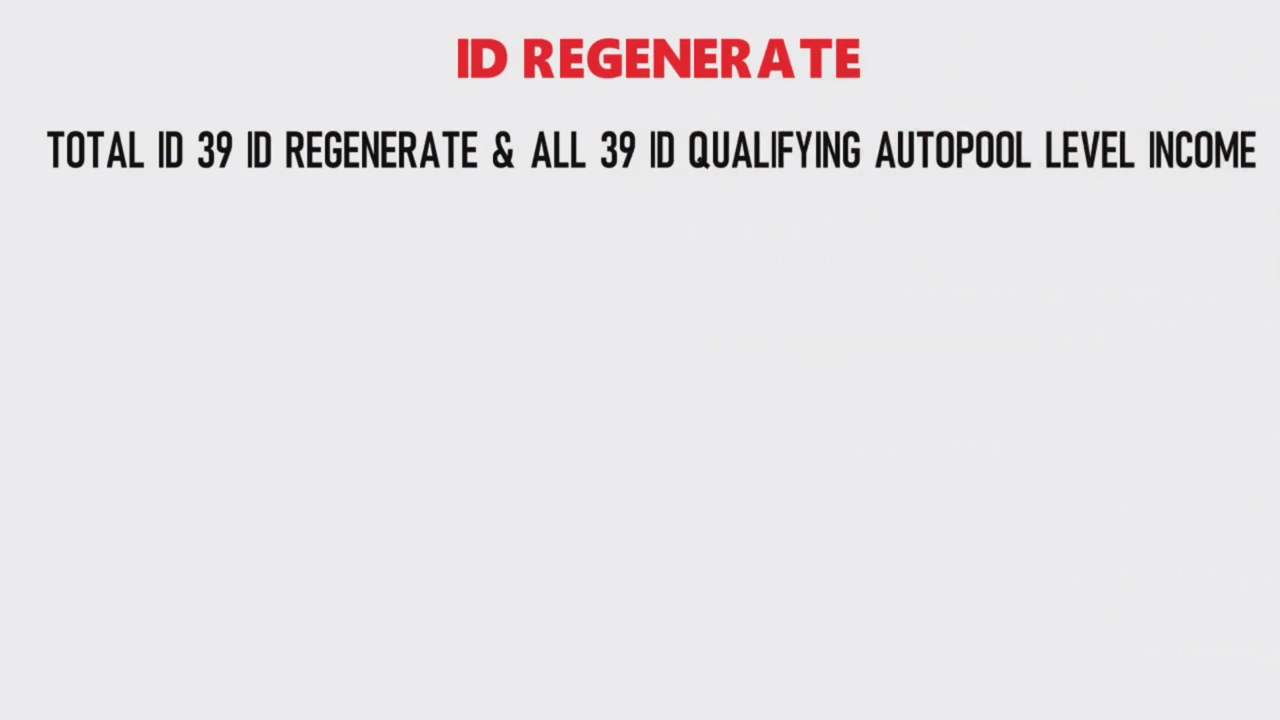 ID REGENERATE
TOTAL ID 39 ID REGENERATE & ALL 39 ID QUALIFYING AUTOPOOL LEVEL INCOME